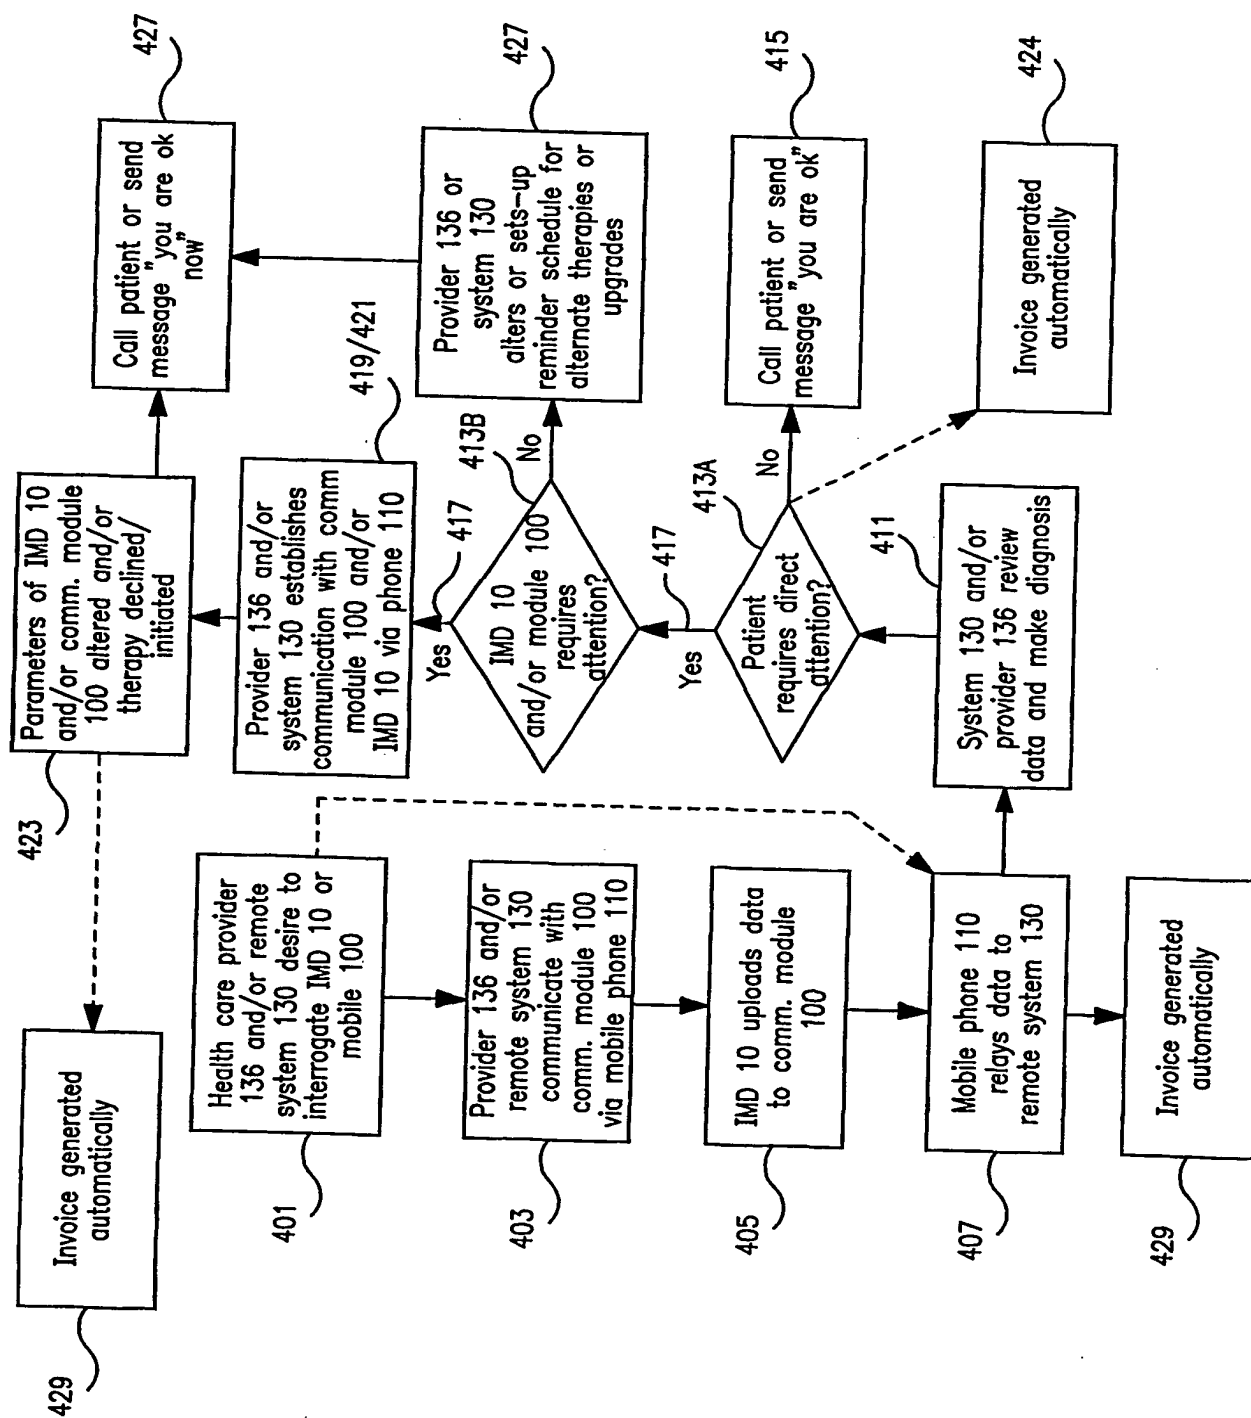 Health care provider
136 and/or remote
system 130 desire to
interrogate IMD 10 or
mobile 100
401
Provider 136 and/or
remote system 130
communicate with
comm. module 100
via mobile phone 110
403
IMD 10 uploads data
to comm. module
100
405
Mobile phone 110
relays data to
remote system 130
407
Invoice generated
automatically
429
System 130 and/or
provider 136 review
data and make diagnosis
411
Patient
requires direct
attention?
413A
No
Call patient or send
message "you are ok"
415
Invoice generated
automatically
424
Yes
417
IMD 10
and/or module 100
requires
attention?
413B
No
Provider 136 or
system 130
alters or sets-up
reminder schedule for
alternate therapies or
upgrades
427
Yes
417
Provider 136 and/or
system 130 establishes
communication with comm
module 100 and/or
IMD 10 via phone 110
419/421
Parameters of IMD 10
and/or comm. module
100 altered and/or
therapy declined/
initiated
423
Call patient or send
message "you are ok
now"
427
Invoice generated
automatically
429